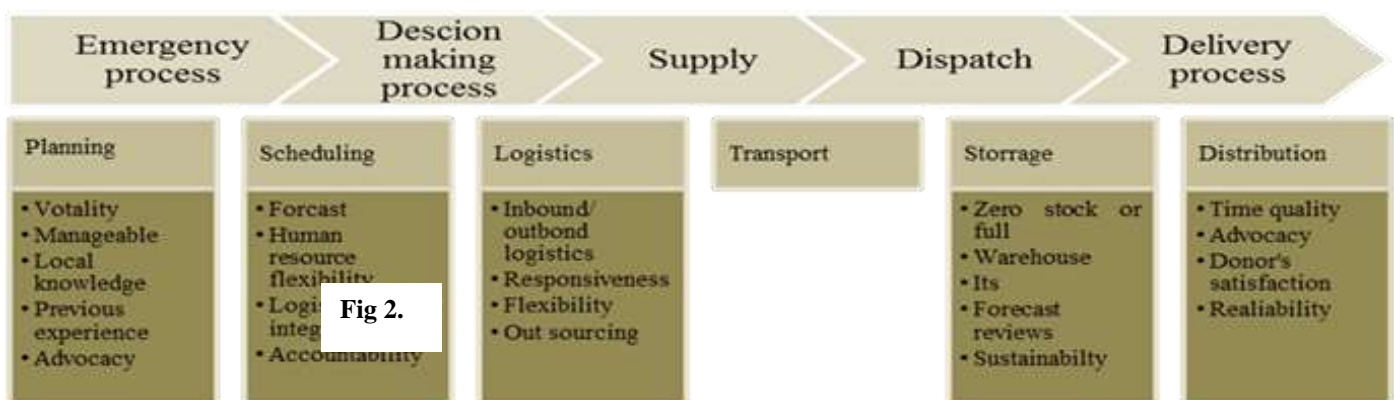 Emergency
process
Descion
making
process
Supply
Dispatch
Delivery
process
Planning
• Votality
• Manageable
• Local
knowledge
• Previous
experience
• Advocacy
Scheduling
• Forcast
• Human
resource
flexibility
• Accountability
Fig 2.
Logistics
• Inbound/
outbond
logistics
• Responsiveness
• Flexibility
• Out sourcing
Transport
Storrage
• Zero stock or
full
• Warehouse
• Its
• Forecast
reviews
• Sustainabilty
Distribution
• Time quality
• Advocacy
• Donor's
satisfaction
• Realiability